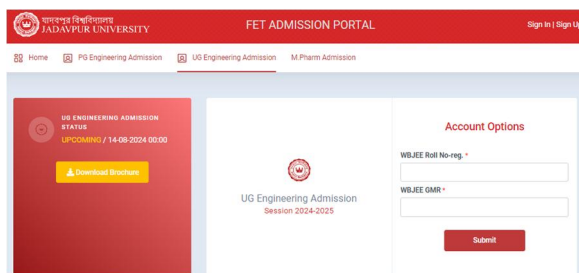 যাদবপুর বিশ্ববিদ্যালয়
JADAVPUR UNIVERSITY
FET ADMISSION PORTAL
Sign In | Sign Up
Home
PG Engineering Admission
UG Engineering Admission
M.Pharm Admission
UG ENGINEERING ADMISSION
STATUS
UPCOMING / 14-08-2024 00:00
Download Brochure
UG Engineering Admission
Session 2024-2025
Account Options
WBJEE Roll No-reg. *
WBJEE GMR *
Submit